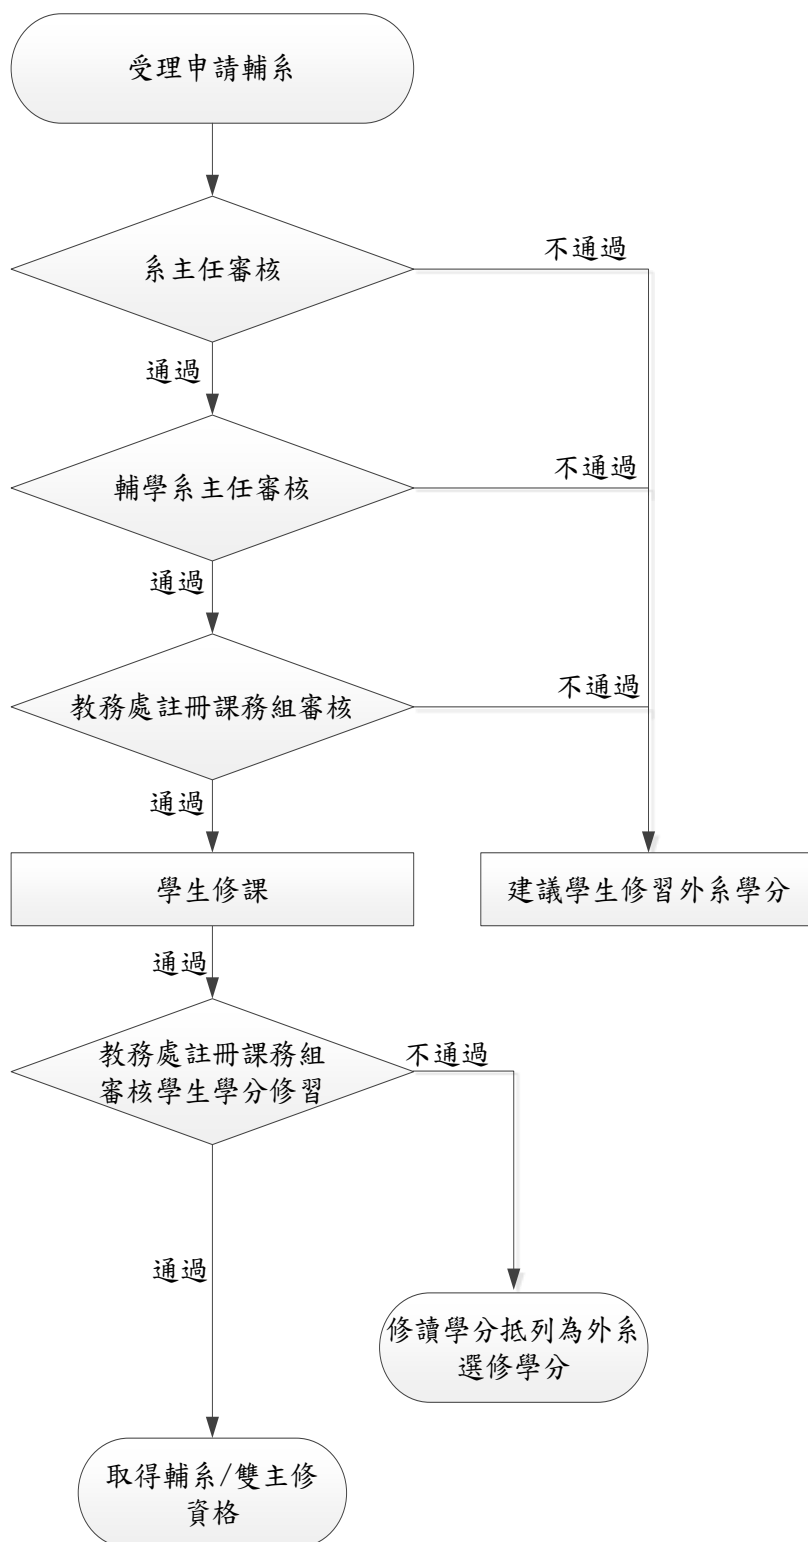 受理申請輔系
系主任審核
不通過
通過
輔學系主任審核
不通過
通過
教務處註冊課務組審核
不通過
通過
學生修課
建議學生修習外系學分
通過
教務處註冊課務組
審核學生學分修習
不通過
通過
修讀學分抵列為外系
選修學分
取得輔系/雙主修
資格